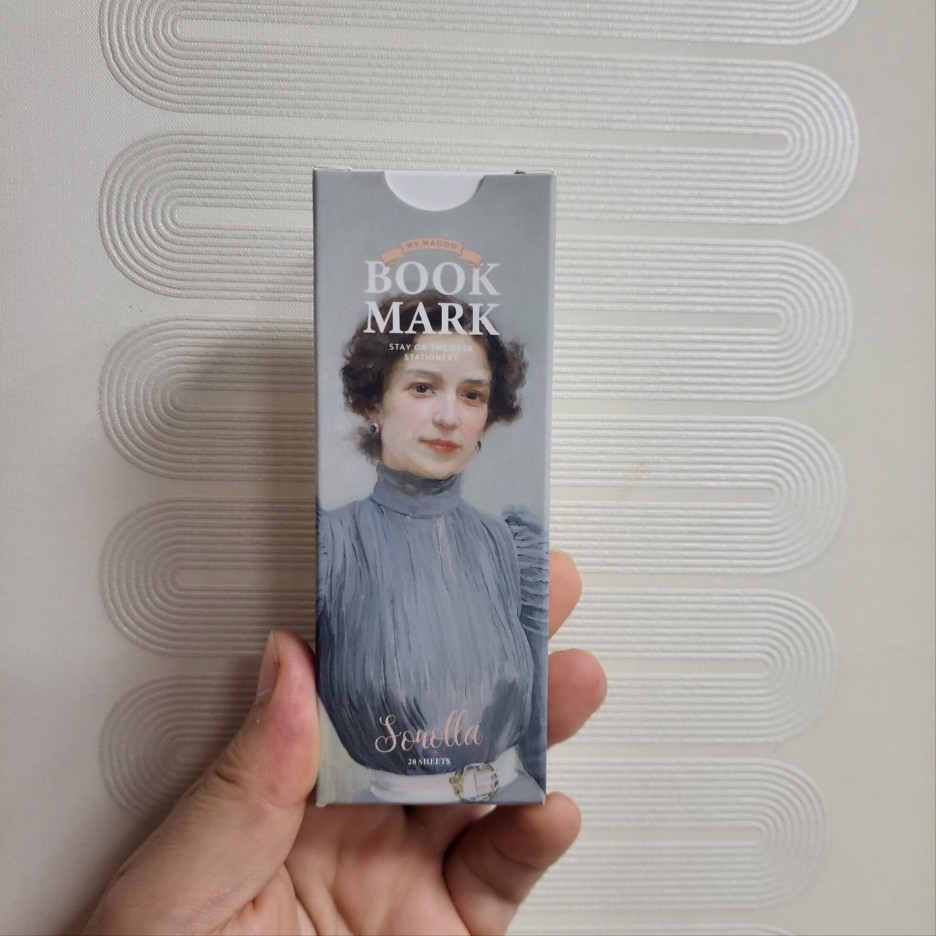 BY.NACOO
BOOK
MARK
STAY ON THE DESK
STATIONERY
Sorolla
28 SHEETS